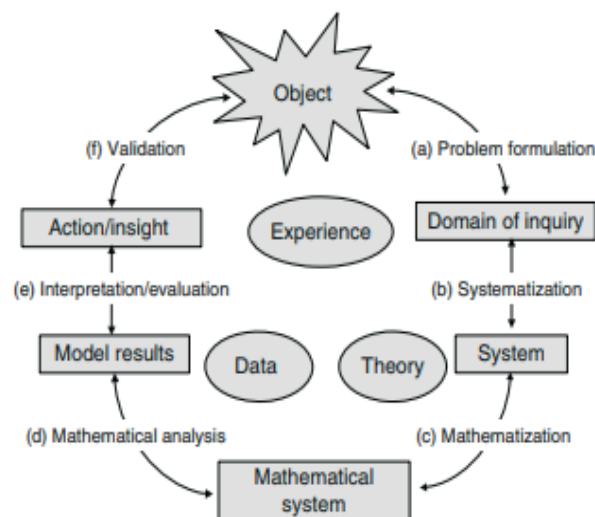 Object
(f) Validation
(a) Problem formulation
Action/insight
Experience
Domain of inquiry
(e) Interpretation/evaluation
(b) Systematization
Model results
Data
Theory
System
(d) Mathematical analysis
(c) Mathematization
Mathematical
system